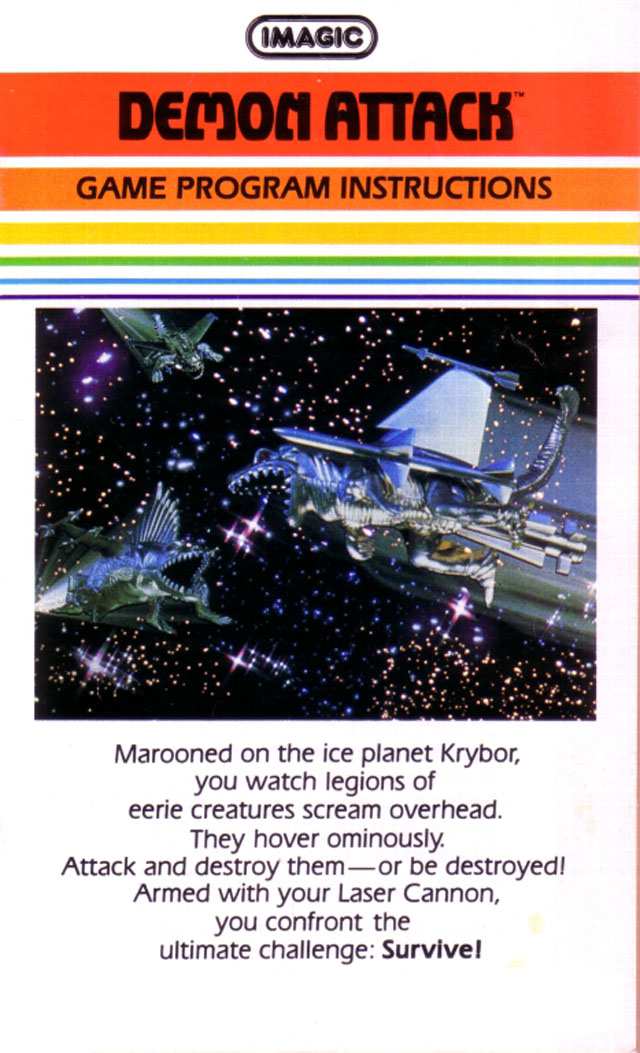 IMAGIC
DEMON ATTACK™
GAME PROGRAM INSTRUCTIONS
Marooned on the ice planet Krybor,
you watch legions of
eerie creatures scream overhead.
They hover ominously.
Attack and destroy them—or be destroyed!
Armed with your Laser Cannon,
you confront the
ultimate challenge: Survive!